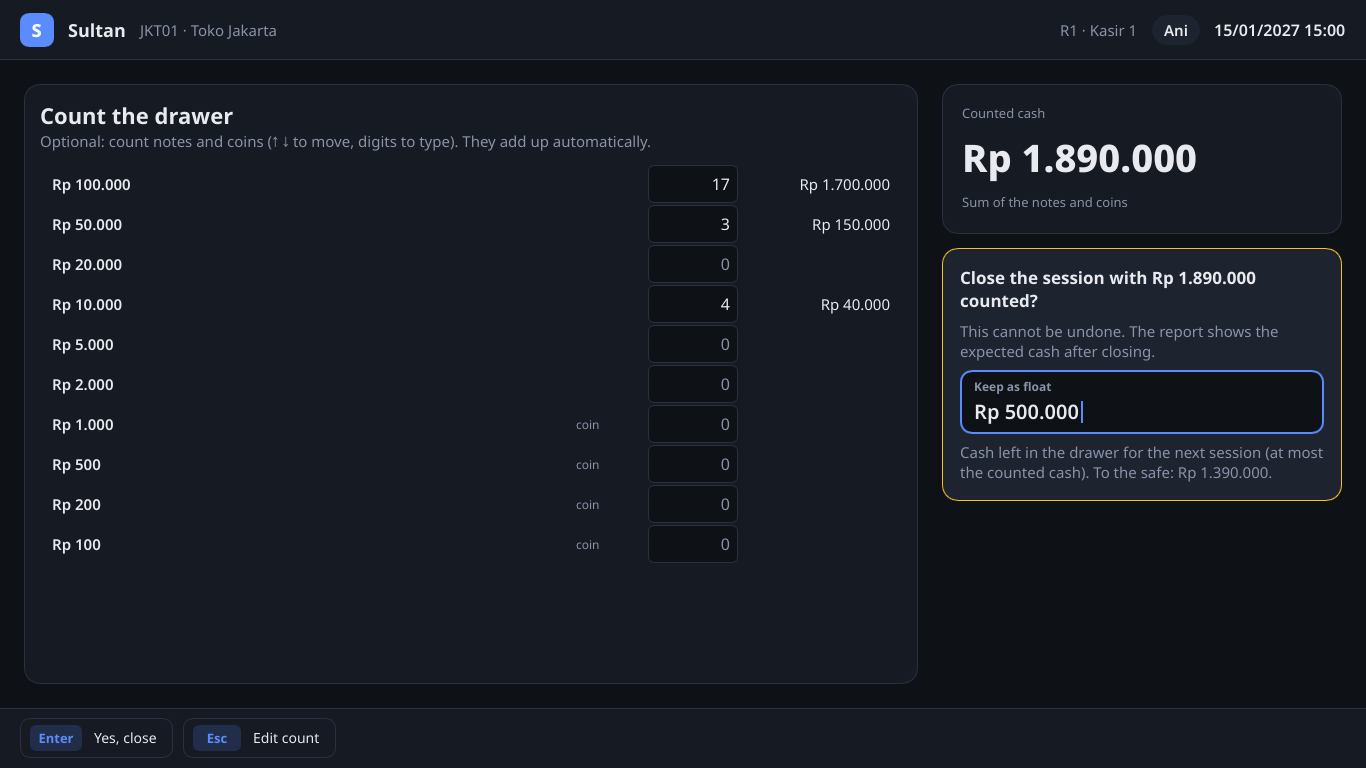 S Sultan JKT01 · Toko Jakarta R1 · Kasir 1 Ani 15/01/2027 15:00
Count the drawer
Optional: count notes and coins (↑↓ to move, digits to type). They add up automatically.
Rp 100.000 17 Rp 1.700.000
Rp 50.000 3 Rp 150.000
Rp 20.000 0
Rp 10.000 4 Rp 40.000
Rp 5.000 0
Rp 2.000 0
Rp 1.000 coin 0
Rp 500 coin 0
Rp 200 coin 0
Rp 100 coin 0
Counted cash
Rp 1.890.000
Sum of the notes and coins
Close the session with Rp 1.890.000
counted?
This cannot be undone. The report shows the
expected cash after closing.
Keep as float
Rp 500.000
Cash left in the drawer for the next session (at most
the counted cash). To the safe: Rp 1.390.000.
Enter Yes, close Esc Edit count